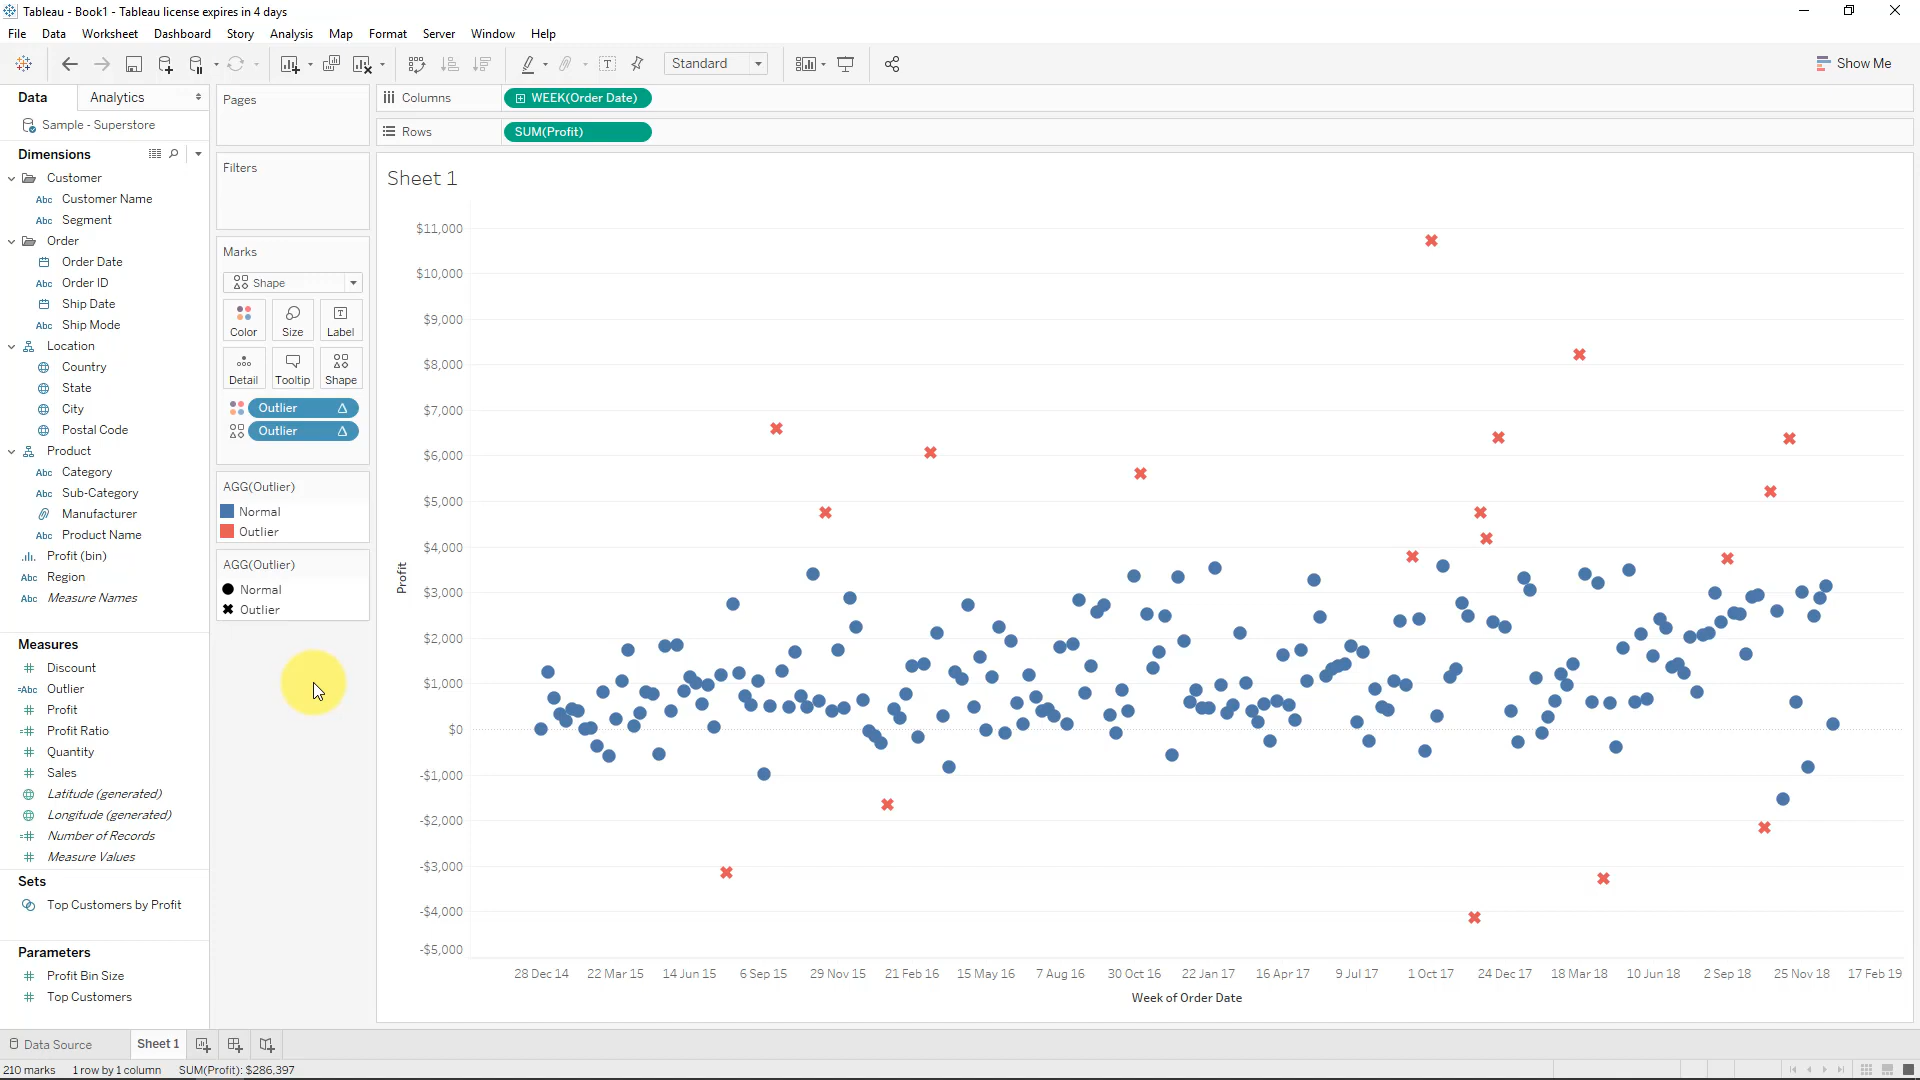 Tableau - Book1 - Tableau license expires in 4 days
File Data Worksheet Dashboard Story Analysis Map Format Server Window Help
Standard
Show Me
Data Analytics
Sample - Superstore
Dimensions
Customer
Abc Customer Name
Abc Segment
Order
Order Date
Abc Order ID
Ship Date
Abc Ship Mode
Location
Country
State
City
Postal Code
Product
Abc Category
Abc Sub-Category
Manufacturer
Abc Product Name
Profit (bin)
Abc Region
Abc Measure Names
Measures
# Discount
=Abc Outlier
# Profit
=# Profit Ratio
# Quantity
# Sales
Latitude (generated)
Longitude (generated)
=# Number of Records
# Measure Values
Sets
Top Customers by Profit
Parameters
# Profit Bin Size
# Top Customers
Pages
Filters
Marks
Shape
Color Size Label
Detail Tooltip Shape
Outlier
Outlier
AGG(Outlier)
Normal
Outlier
AGG(Outlier)
Normal
Outlier
Columns WEEK(Order Date)
Rows SUM(Profit)
Sheet 1
$11,000
$10,000
$9,000
$8,000
$7,000
$6,000
$5,000
$4,000
$3,000
$2,000
$1,000
$0
-$1,000
-$2,000
-$3,000
-$4,000
-$5,000
Profit
28 Dec 14 22 Mar 15 14 Jun 15 6 Sep 15 29 Nov 15 21 Feb 16 15 May 16 7 Aug 16 30 Oct 16 22 Jan 17 16 Apr 17 9 Jul 17 1 Oct 17 24 Dec 17 18 Mar 18 10 Jun 18 2 Sep 18 25 Nov 18 17 Feb 19
Week of Order Date
Data Source Sheet 1
210 marks 1 row by 1 column SUM(Profit): $286,397